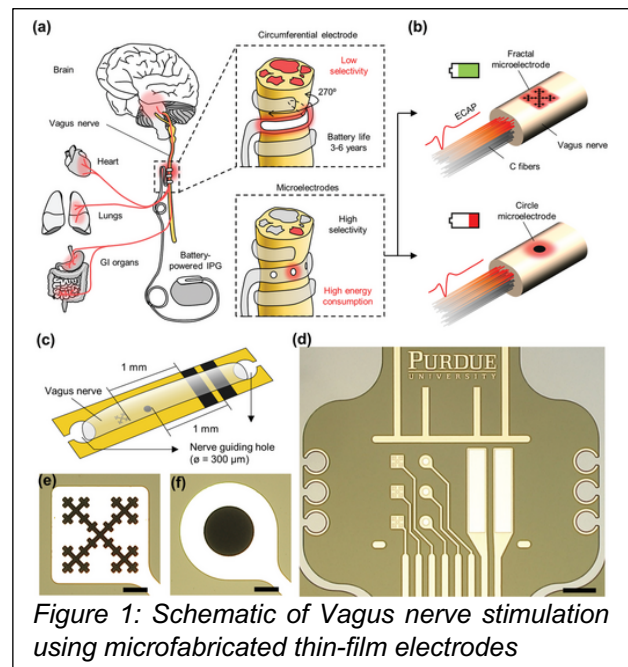 (a)
Brain
Vagus nerve
Heart
Lungs
GI organs
Battery-
powered IPG
Circumferential electrode
Low
selectivity
270º
Battery life
3-6 years
Microelectrodes
High
selectivity
High energy
consumption
(b)
Fractal
microelectrode
ECAP
Vagus nerve
C fibers
Circle
microelectrode
(c)
1 mm
Vagus nerve
1 mm
Nerve guiding hole
(ø = 300 µm)
(d)
PURDUE
UNIVERSITY
(e)
(f)
Figure 1: Schematic of Vagus nerve stimulation
using microfabricated thin-film electrodes